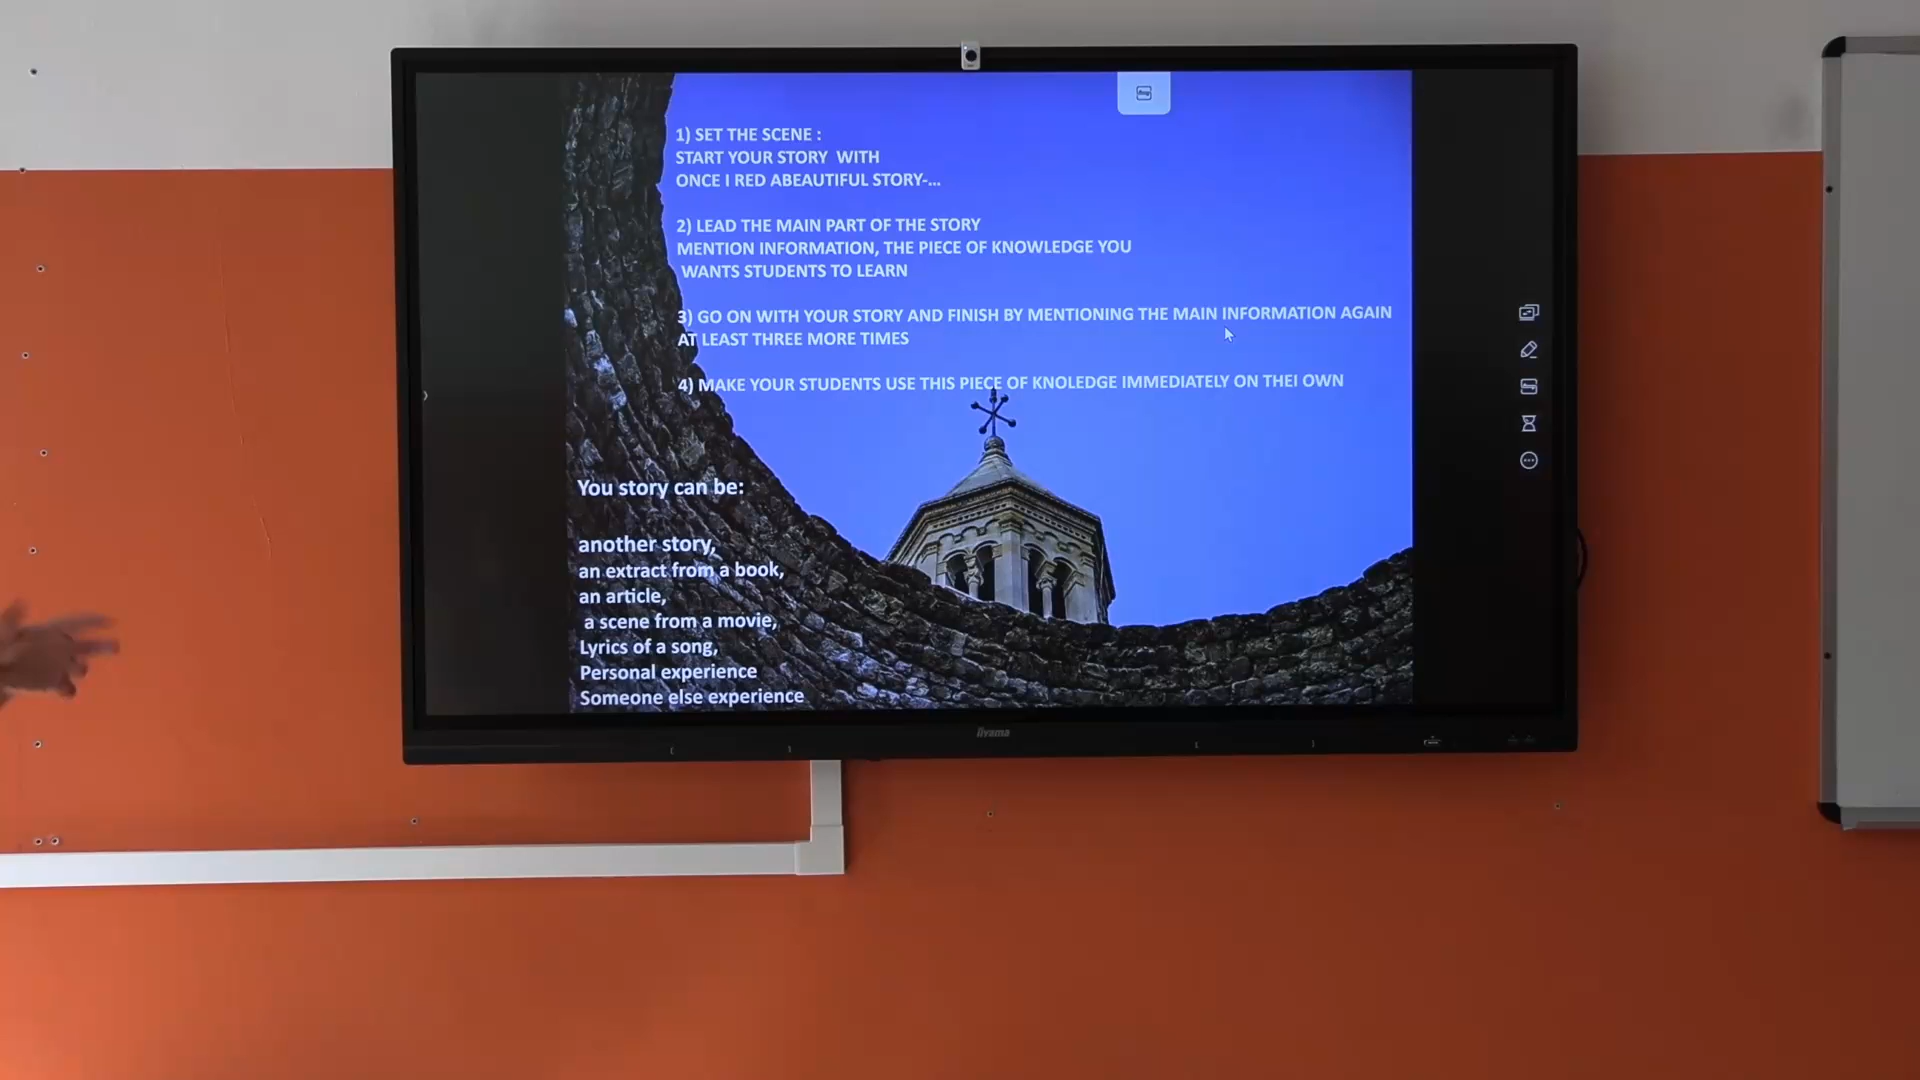 1) SET THE SCENE :
START YOUR STORY WITH
ONCE I RED ABEAUTIFUL STORY-...
2) LEAD THE MAIN PART OF THE STORY
MENTION INFORMATION, THE PIECE OF KNOWLEDGE YOU
WANTS STUDENTS TO LEARN
3) GO ON WITH YOUR STORY AND FINISH BY MENTIONING THE MAIN INFORMATION AGAIN
AT LEAST THREE MORE TIMES
4) MAKE YOUR STUDENTS USE THIS PIECE OF KNOLEDGE IMMEDIATELY ON THEI OWN
You story can be:
another story,
an extract from a book,
an article,
a scene from a movie,
Lyrics of a song,
Personal experience
Someone else experience
iiyama